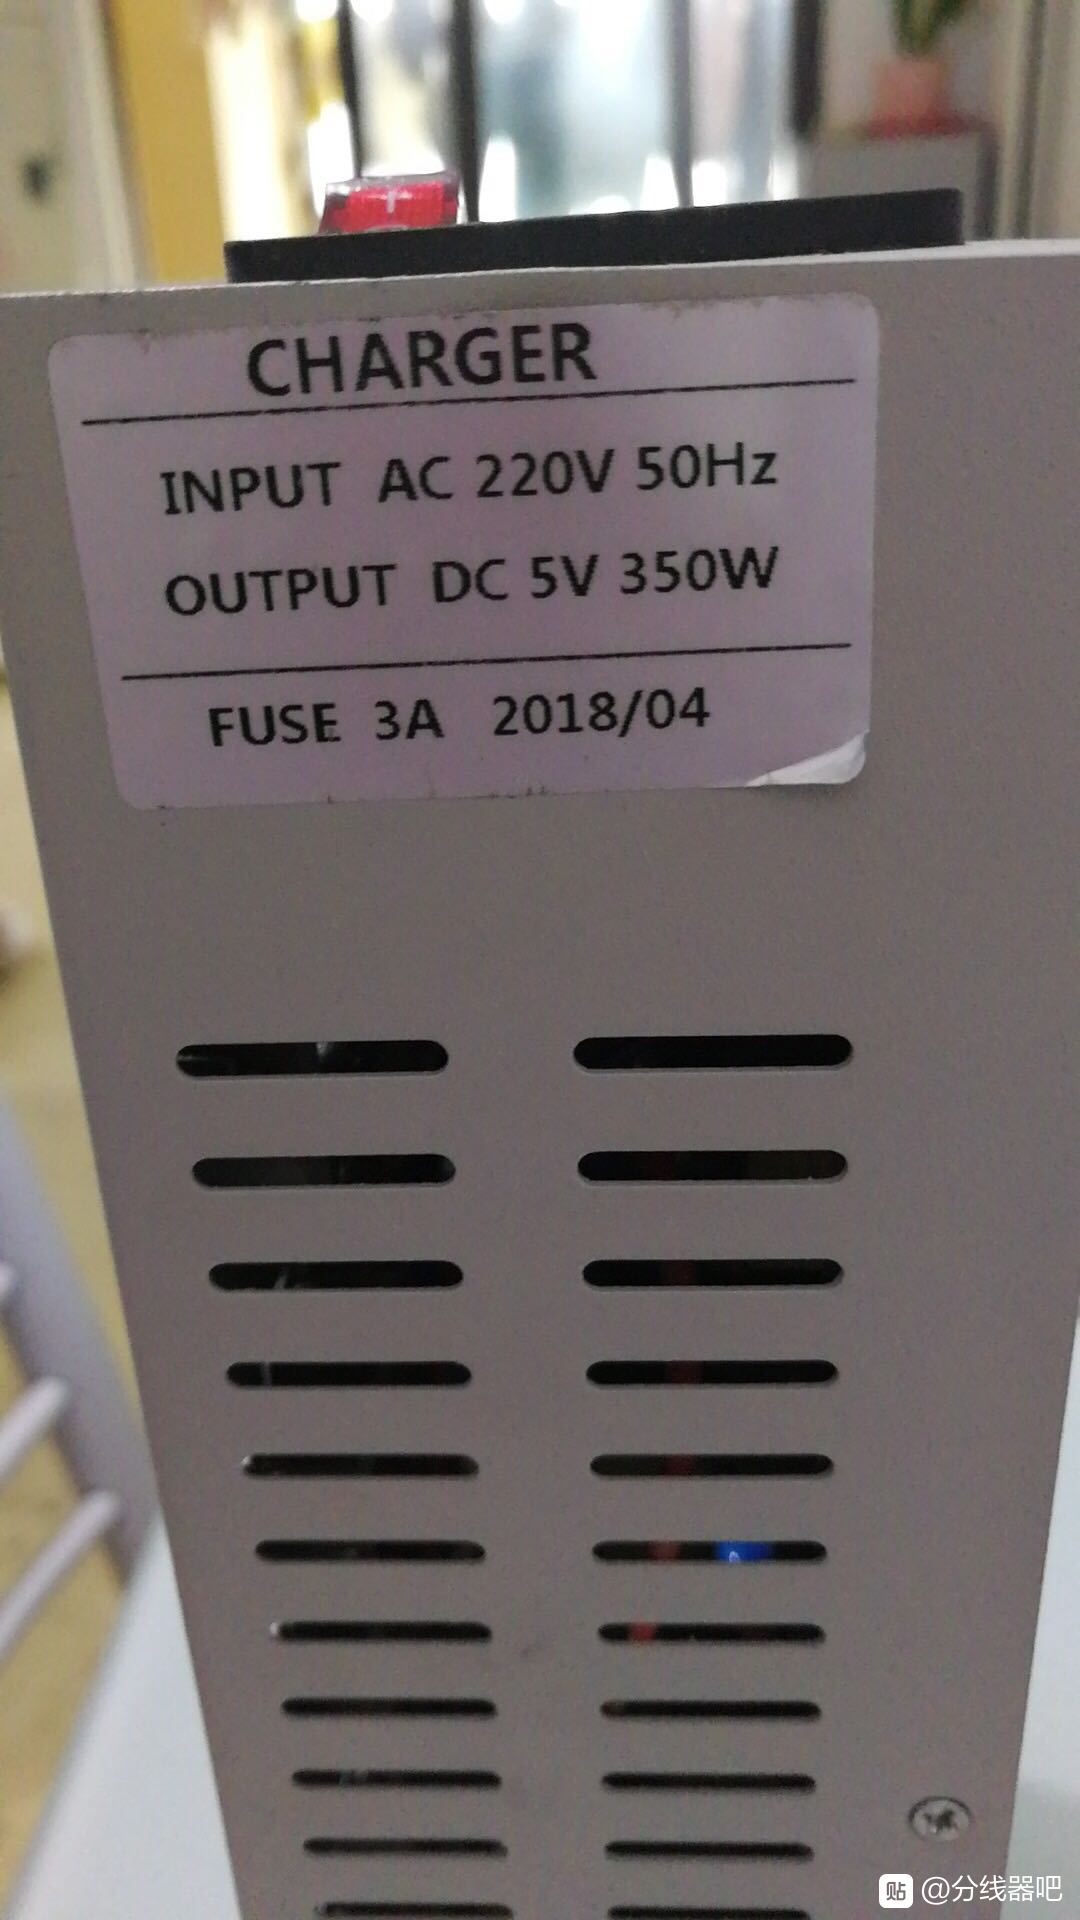 CHARGER
INPUT AC 220V 50Hz
OUTPUT DC 5V 350W
FUSE 3A 2018/04
贴 @分线器吧